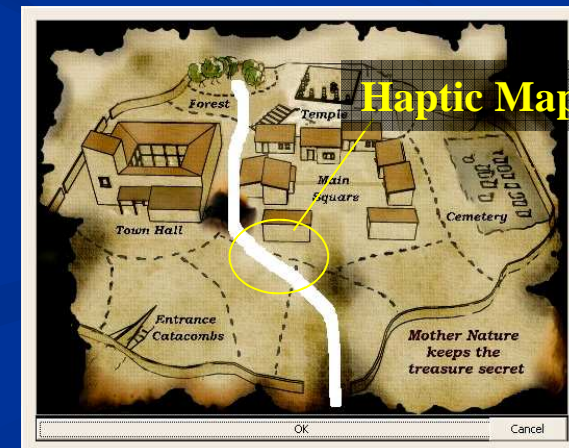 Haptic Map
Forest
Temple
Main
Square
Town Hall
Cemetery
Entrance
Catacombs
Mother Nature
keeps the
treasure secret
OK
Cancel